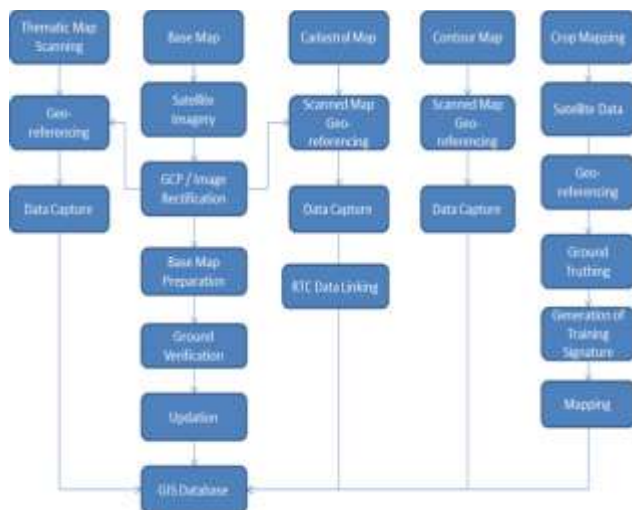 Thematic Map
Scanning
Geo-
referencing
Data Capture
Base Map
Satellite
Imagery
GCP / Image
Rectification
Base Map
Preparation
Ground
Verification
Updation
GIS Database
Cadastral Map
Scanned Map
Geo-
referencing
Data Capture
RTC Data Linking
Contour Map
Scanned Map
Geo-
referencing
Data Capture
Crop Mapping
Satellite Data
Geo-
referencing
Ground
Truthing
Generation of
Training
Signature
Mapping